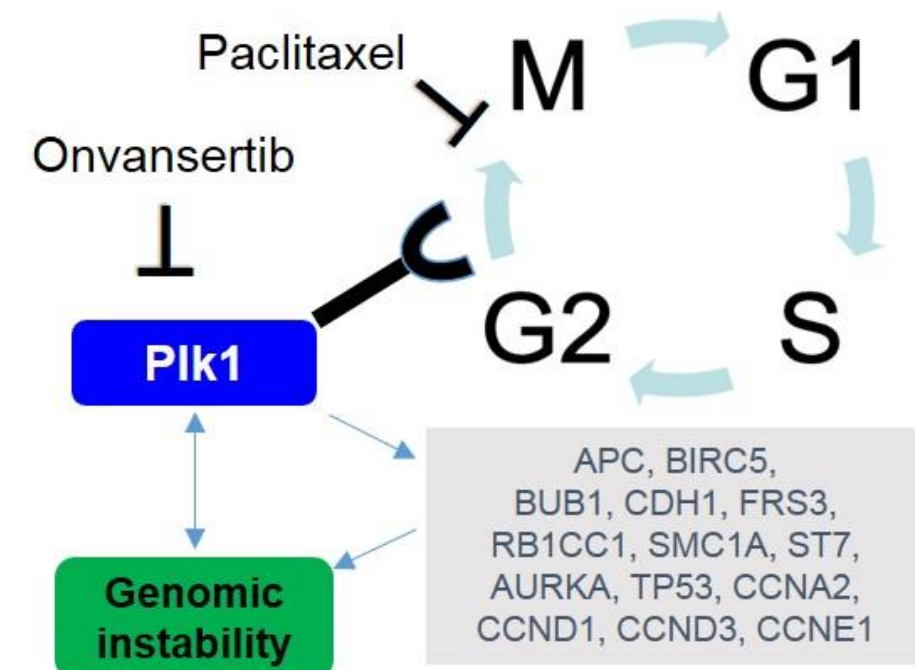 Paclitaxel
M
G1
Onvansertib
G2
S
Plk1
APC, BIRC5,
BUB1, CDH1, FRS3,
RB1CC1, SMC1A, ST7,
AURKA, TP53, CCNA2,
CCND1, CCND3, CCNE1
Genomic
instability